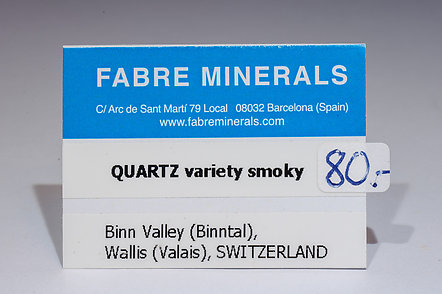 FABRE MINERALS
C/ Arc de Sant Martí 79 Local 08032 Barcelona (Spain)
www.fabreminerals.com
QUARTZ variety smoky 80.-
Binn Valley (Binntal),
Wallis (Valais), SWITZERLAND